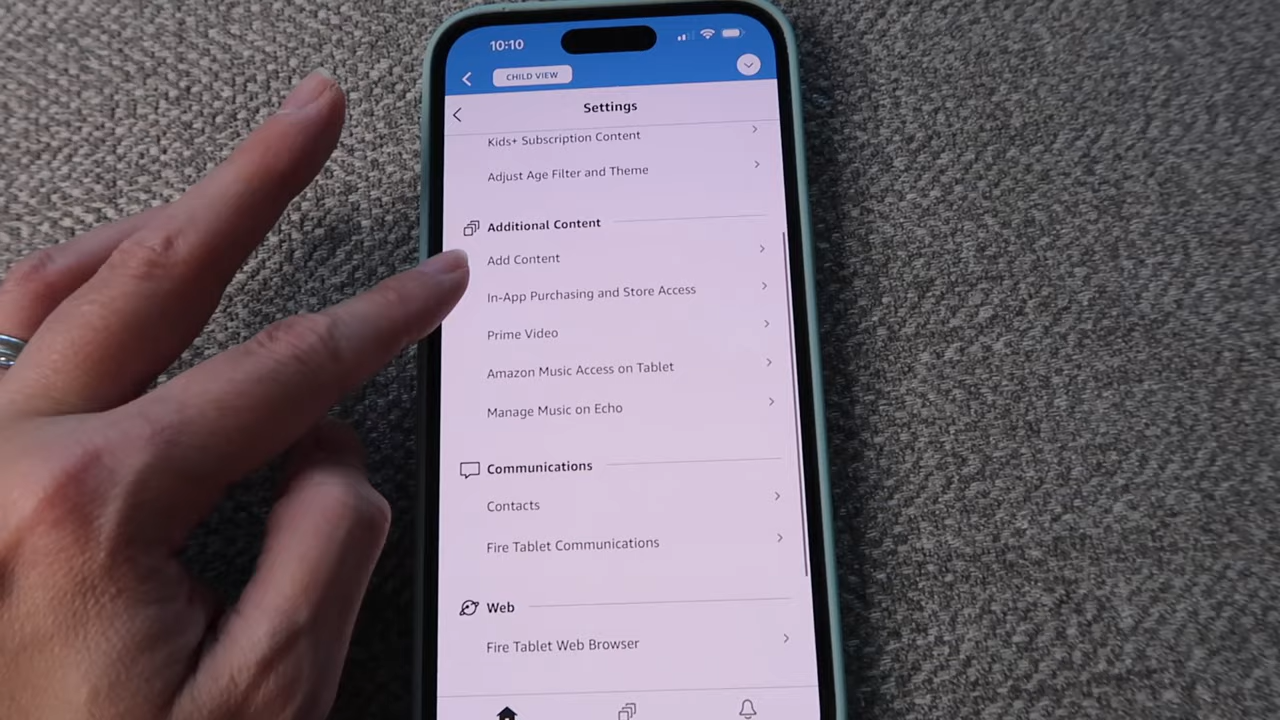 10:10
CHILD VIEW
Settings
Kids+ Subscription Content
Adjust Age Filter and Theme
Additional Content
Add Content
In-App Purchasing and Store Access
Prime Video
Amazon Music Access on Tablet
Manage Music on Echo
Communications
Contacts
Fire Tablet Communications
Web
Fire Tablet Web Browser